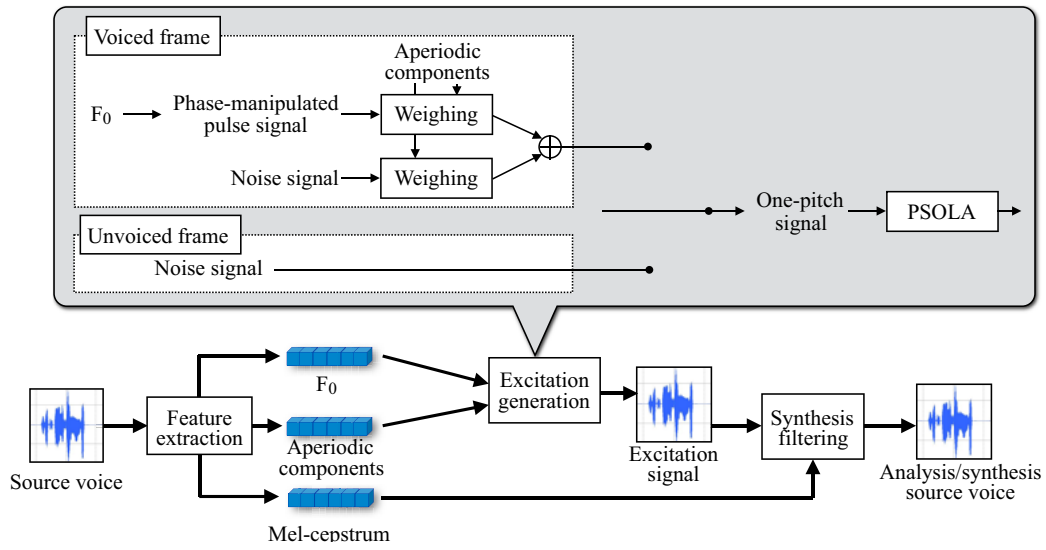 Voiced frame
Aperiodic
components
F0
Phase-manipulated
pulse signal
Weighing
Noise signal
Weighing
One-pitch
signal
PSOLA
Unvoiced frame
Noise signal
F0
Excitation
generation
Feature
extraction
Synthesis
filtering
Aperiodic
components
Source voice
Excitation
signal
Analysis/synthesis
source voice
Mel-cepstrum